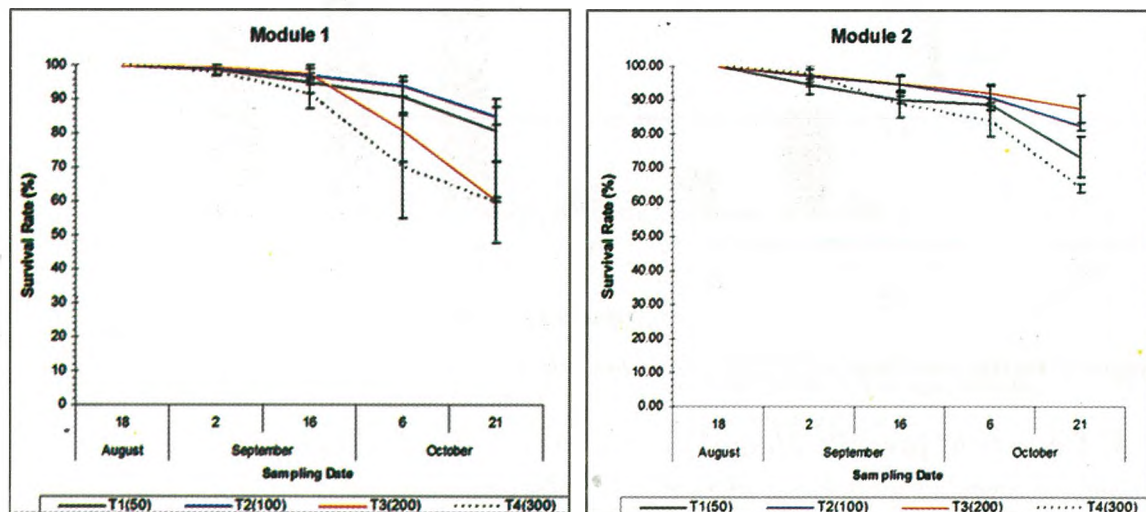 Module 1
100
90
80
70
60
50
40
30
20
10
0
Survival Rate (%)
18 2 16 6 21
August September October
Sampling Date
T1(50) T2(100) T3(200) T4(300)
Module 2
100.00
90.00
80.00
70.00
60.00
50.00
40.00
30.00
20.00
10.00
0.00
Survival Rate (%)
18 2 16 6 21
August September October
Sampling Date
T1(50) T2(100) T3(200) T4(300)